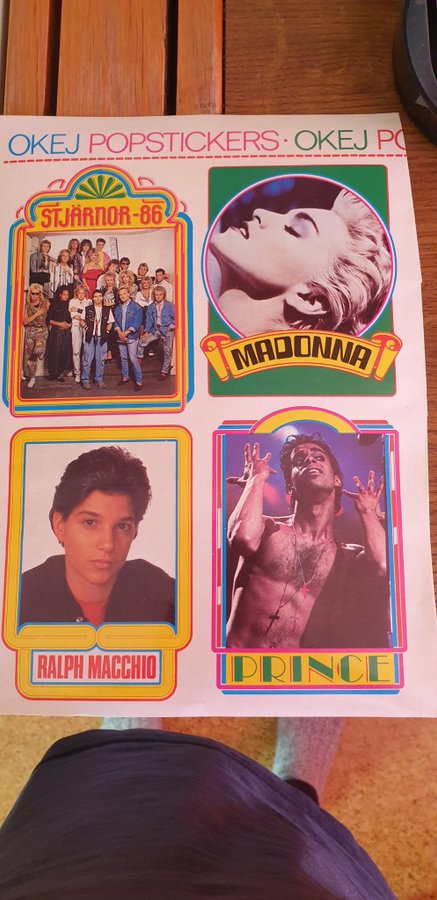 OKEJ POPSTICKERS · OKEJ PO
STJÄRNOR-86
MADONNA
RALPH MACCHIO
PRINCE